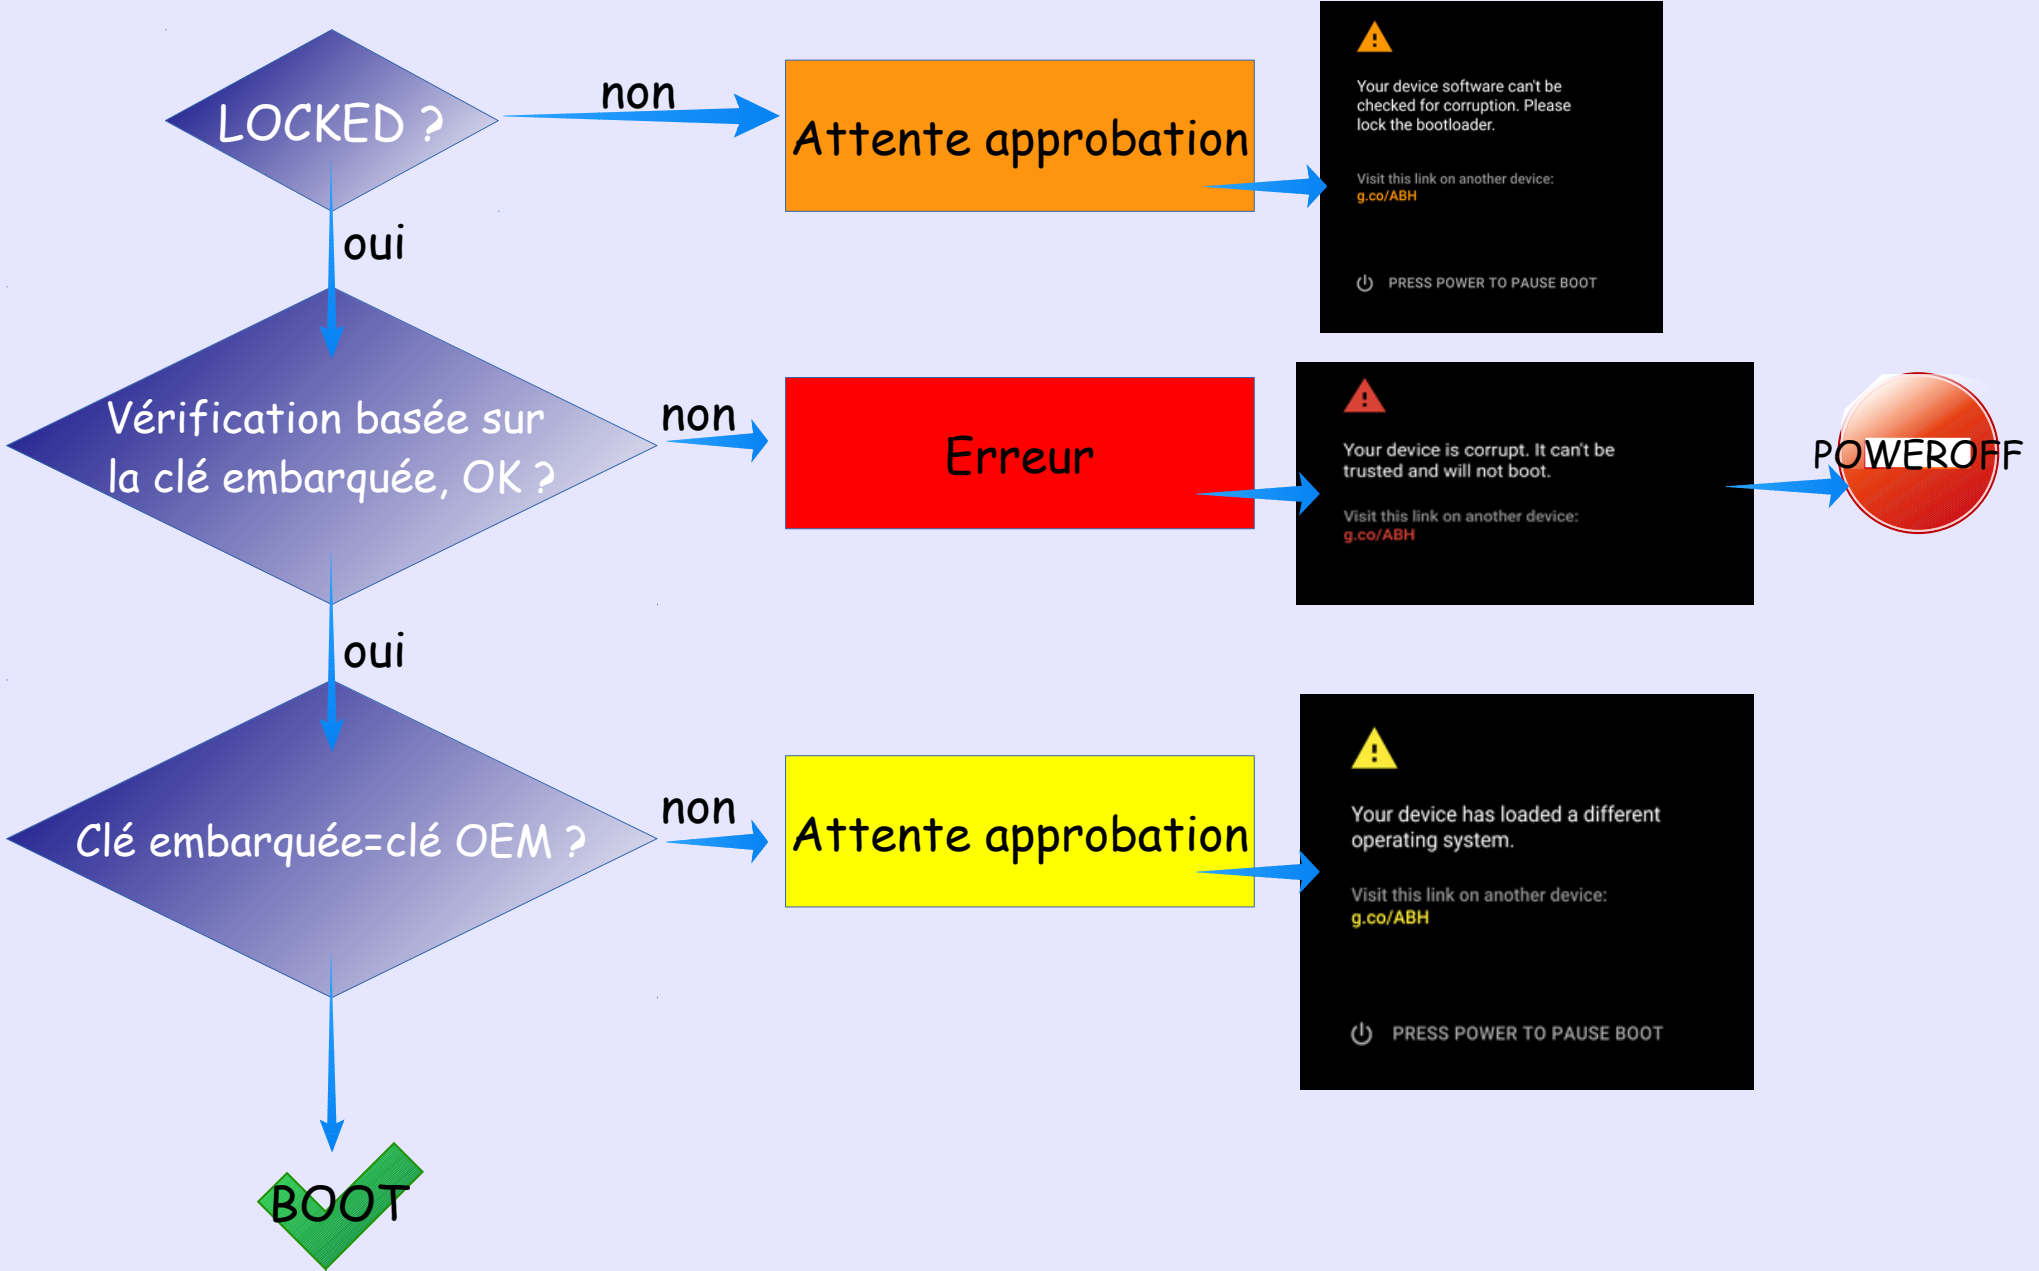 LOCKED ?
non
Attente approbation
Your device software can't be
checked for corruption. Please
lock the bootloader.
Visit this link on another device:
g.co/ABH
PRESS POWER TO PAUSE BOOT
oui
Vérification basée sur
la clé embarquée, OK ?
non
Erreur
Your device is corrupt. It can't be
trusted and will not boot.
Visit this link on another device:
g.co/ABH
POWEROFF
oui
Clé embarquée=clé OEM ?
non
Attente approbation
Your device has loaded a different
operating system.
Visit this link on another device:
g.co/ABH
PRESS POWER TO PAUSE BOOT
BOOT